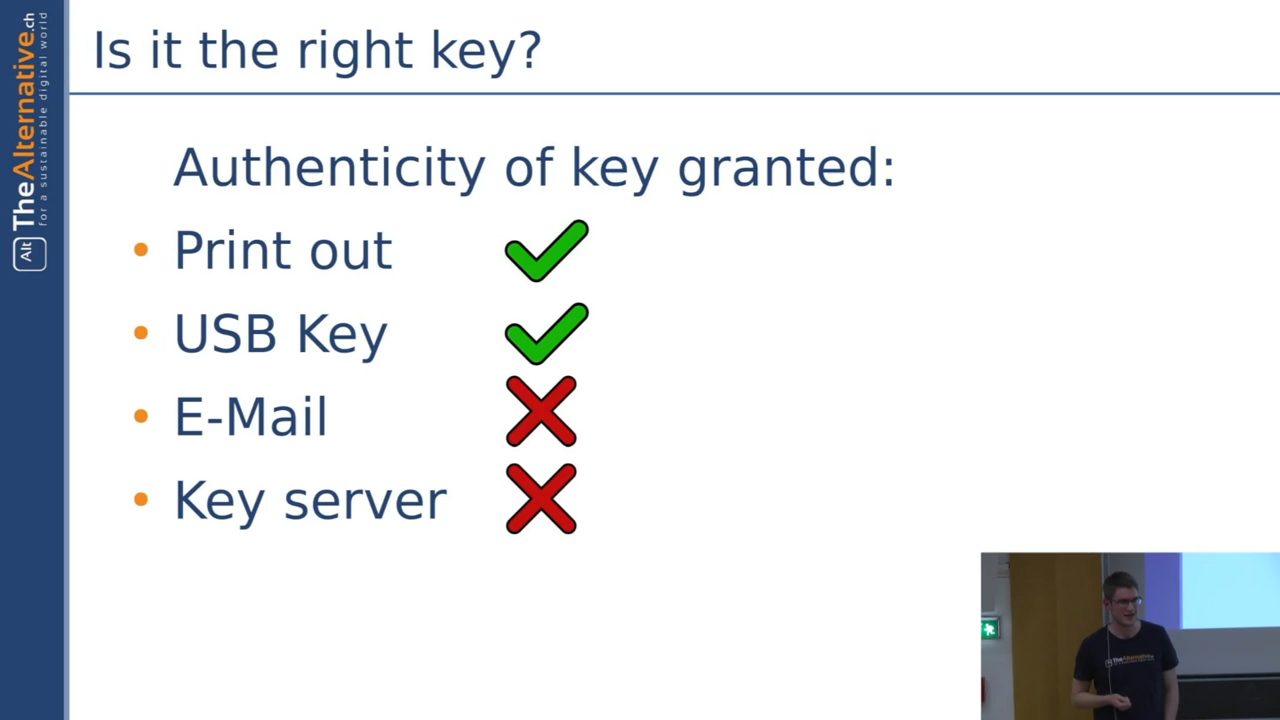 Is it the right key?
Authenticity of key granted:
• Print out
• USB Key
• E-Mail
• Key server
Alt TheAlternative.ch
for a sustainable digital world
TheAlternative